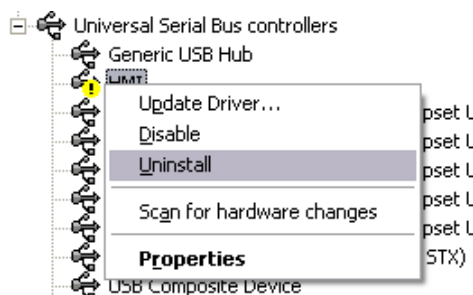 Universal Serial Bus controllers
Generic USB Hub
HMI
Update Driver...
Disable
pset U
pset U
Uninstall
pset U
pset U
Scan for hardware changes
pset U
Properties
STX)
USB Composite Device